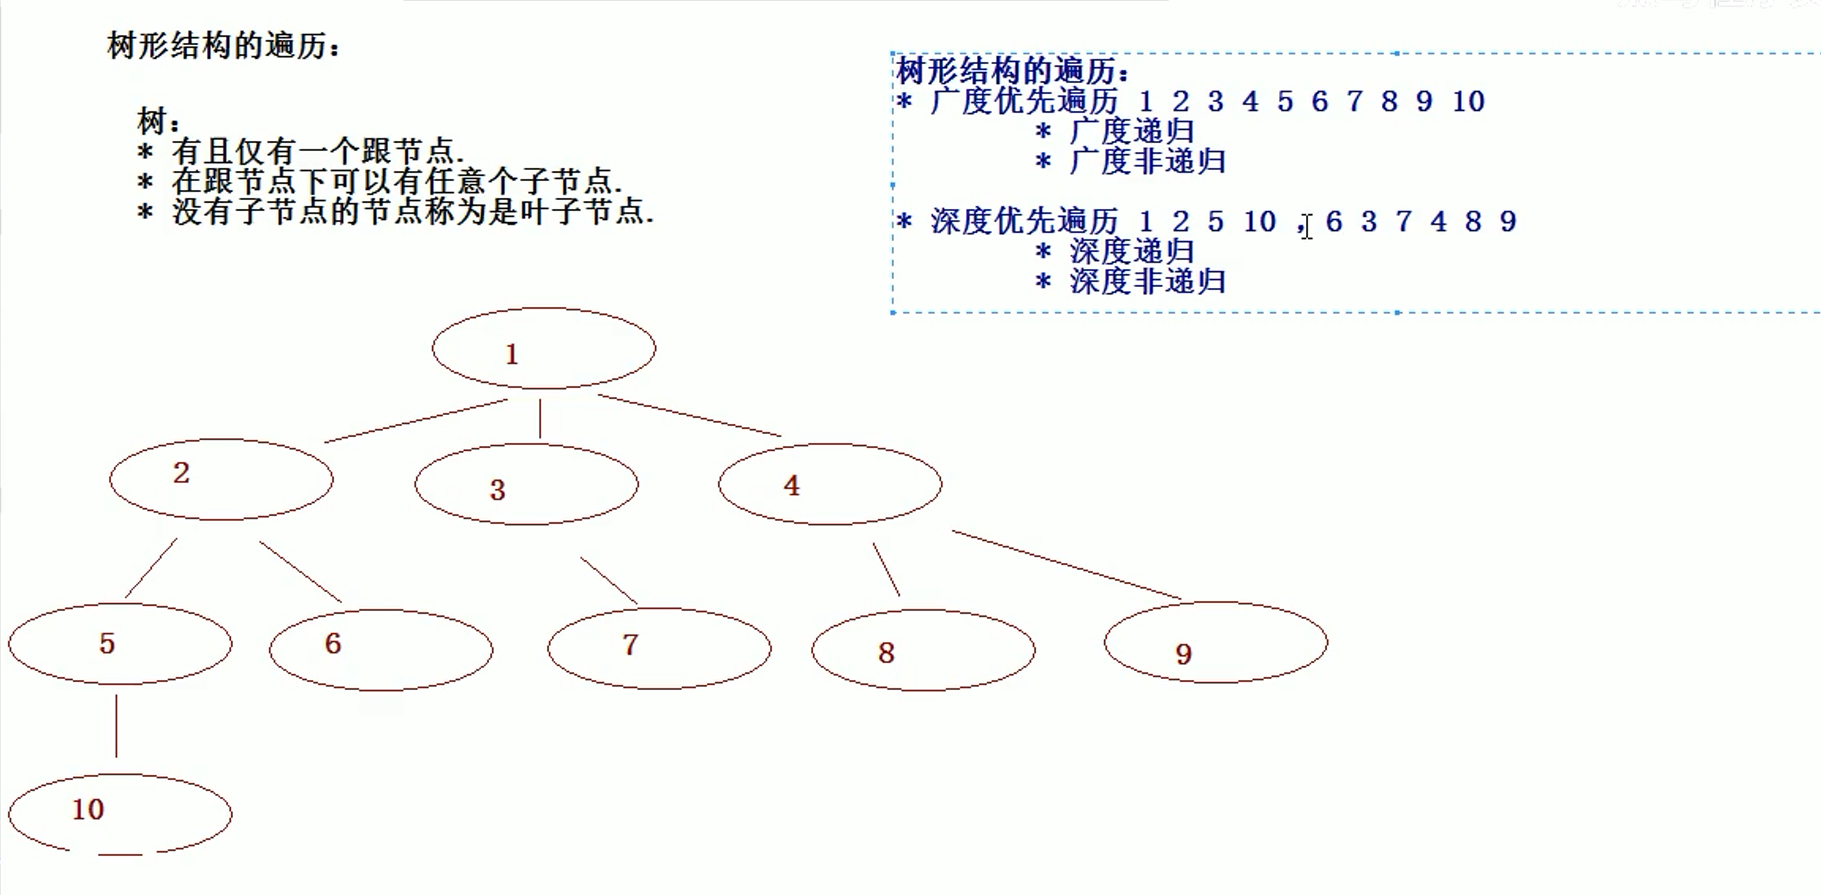 树形结构的遍历:
树:
* 有且仅有一个跟节点.
* 在跟节点下可以有任意个子节点.
* 没有子节点的节点称为是叶子节点.
树形结构的遍历:
* 广度优先遍历 1 2 3 4 5 6 7 8 9 10
* 广度递归
* 广度非递归
* 深度优先遍历 1 2 5 10 , 6 3 7 4 8 9
* 深度递归
* 深度非递归
1
2
3
4
5
6
7
8
9
10